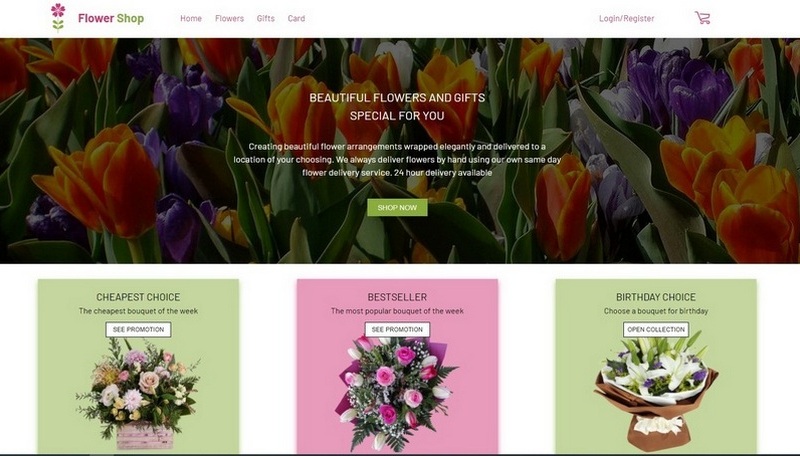 Flower Shop
Home Flowers Gifts Card
Login/Register
BEAUTIFUL FLOWERS AND GIFTS
SPECIAL FOR YOU
Creating beautiful flower arrangements wrapped elegantly and delivered to a
location of your choosing. We always deliver flowers by hand using our own same day
flower delivery service. 24 hour delivery available
SHOP NOW
CHEAPEST CHOICE
The cheapest bouquet of the week
SEE PROMOTION
BESTSELLER
The most popular bouquet of the week
SEE PROMOTION
BIRTHDAY CHOICE
Choose a bouquet for birthday
OPEN COLLECTION